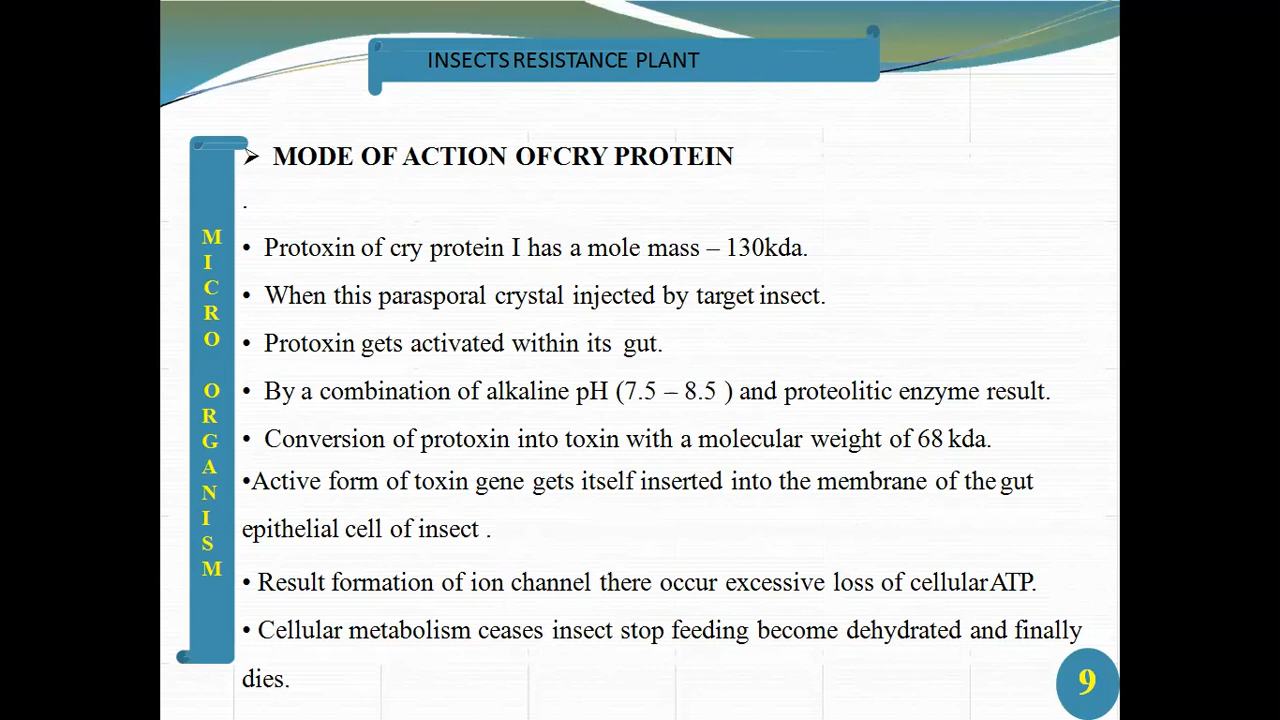 INSECTS RESISTANCE PLANT
MICRO ORGANISM
➢ MODE OF ACTION OFCRY PROTEIN
.
• Protoxin of cry protein I has a mole mass – 130kda.
• When this parasporal crystal injected by target insect.
• Protoxin gets activated within its gut.
• By a combination of alkaline pH (7.5 – 8.5 ) and proteolitic enzyme result.
• Conversion of protoxin into toxin with a molecular weight of 68 kda.
•Active form of toxin gene gets itself inserted into the membrane of the gut
epithelial cell of insect .
• Result formation of ion channel there occur excessive loss of cellular ATP.
• Cellular metabolism ceases insect stop feeding become dehydrated and finally
dies.
9